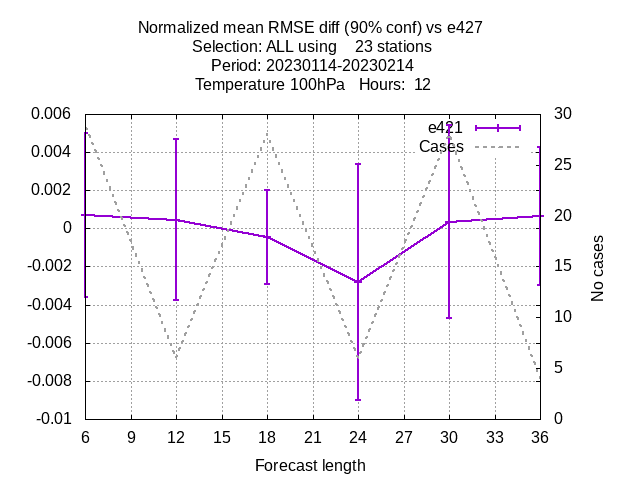 Normalized mean RMSE diff (90% conf) vs e427
Selection: ALL using    23 stations
Period: 20230114-20230214
Temperature 100hPa   Hours:  12
0.006
0.004
0.002
0
-0.002
-0.004
-0.006
-0.008
-0.01
e421
Cases
30
25
20
15
10
5
0
No cases
6 9 12 15 18 21 24 27 30 33 36
Forecast length